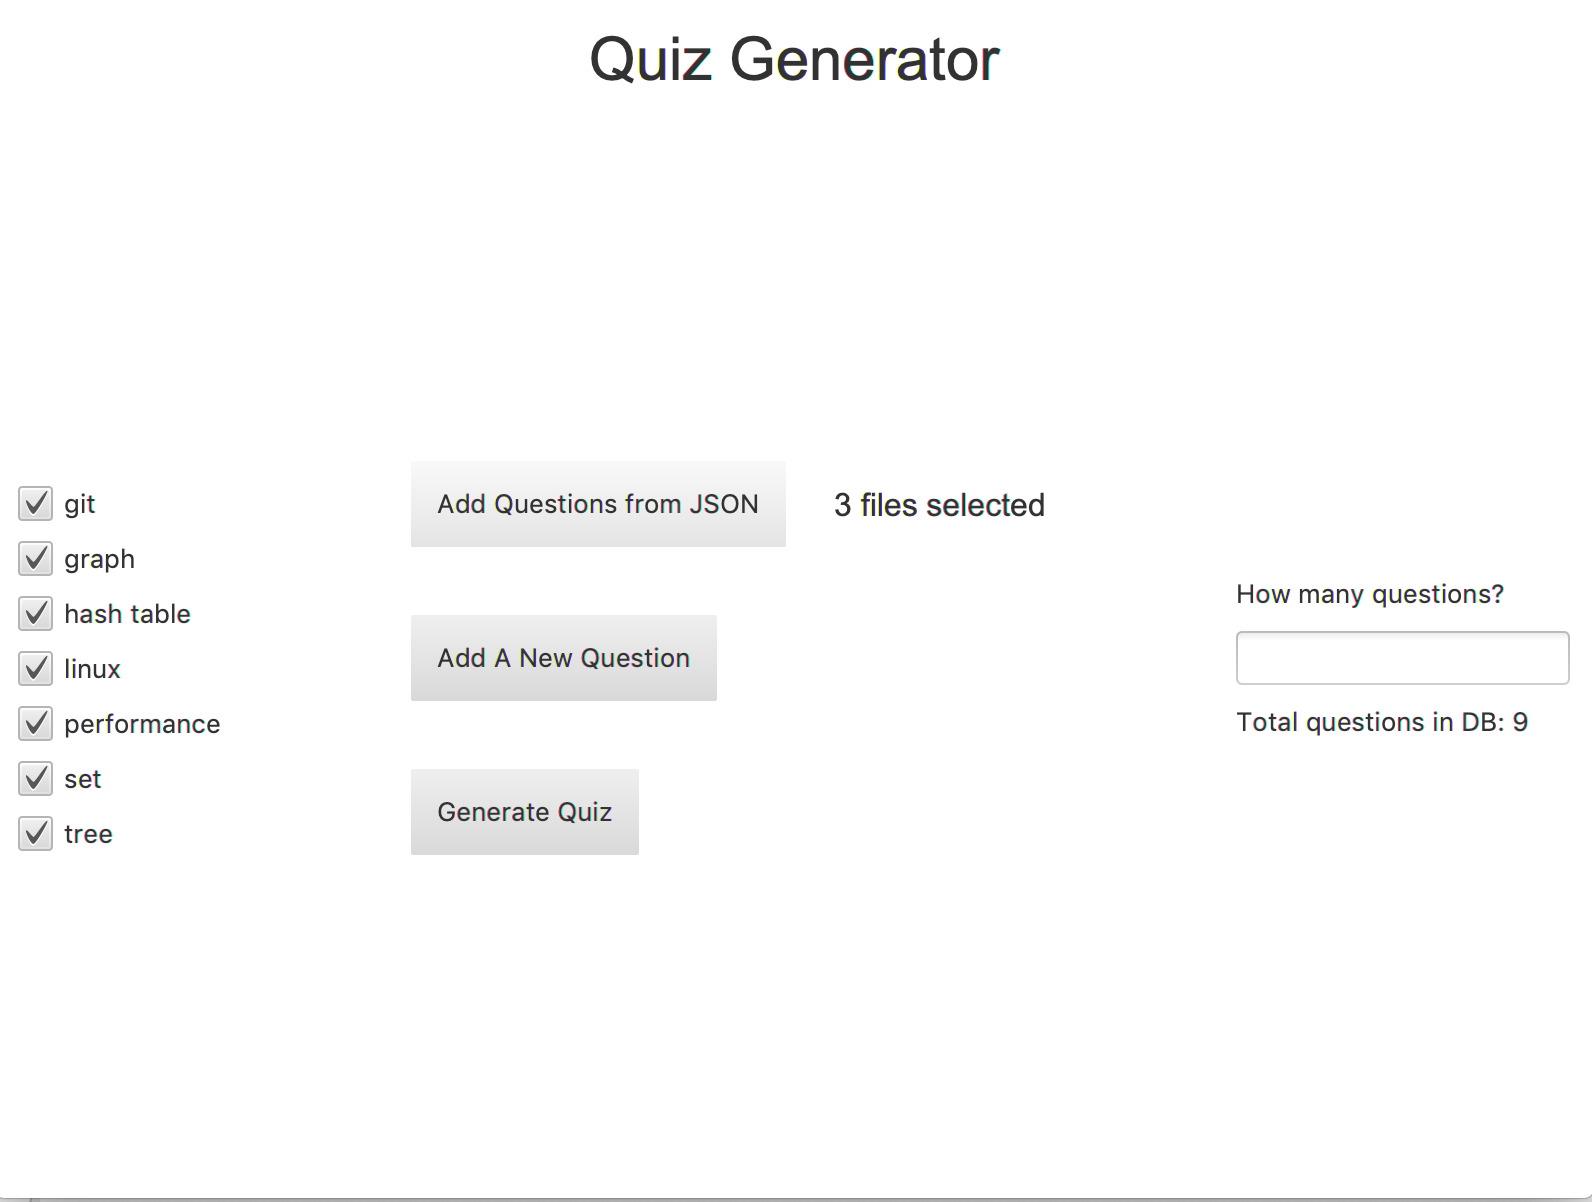 Quiz Generator
git
graph
hash table
linux
performance
set
tree
Add Questions from JSON
3 files selected
Add A New Question
Generate Quiz
How many questions?
Total questions in DB: 9